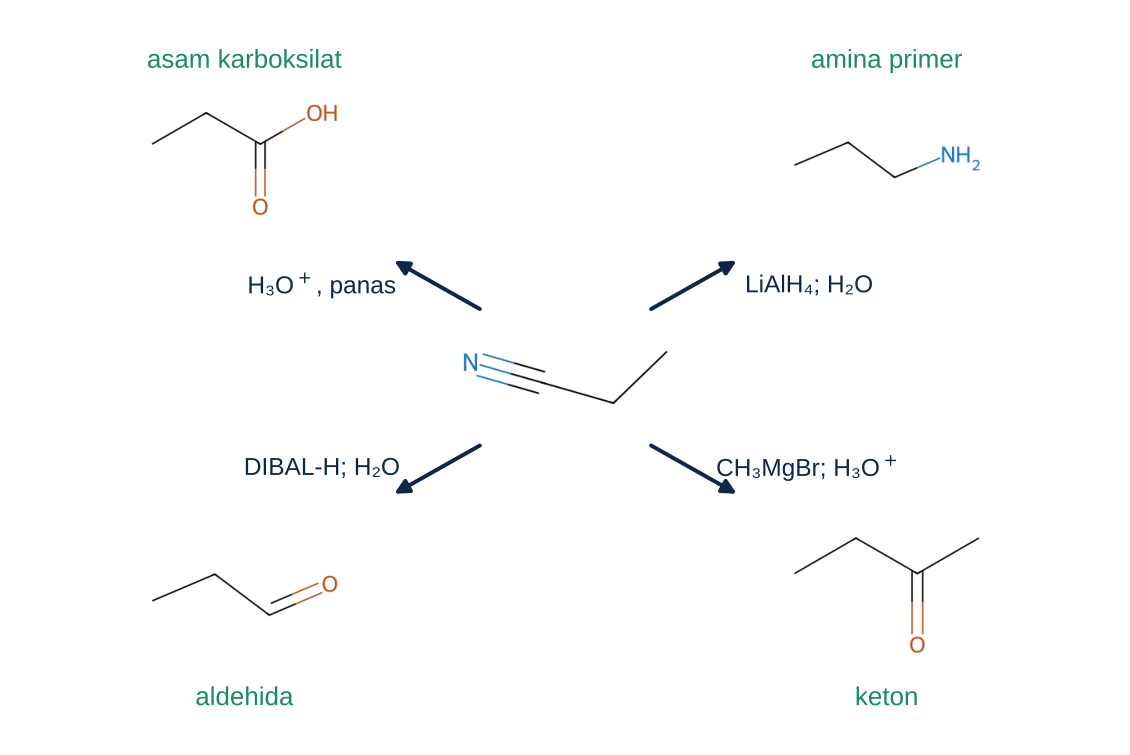 asam karboksilat
amina primer
OH
O
NH₂
H₃O⁺, panas
LiAlH₄; H₂O
N
DIBAL-H; H₂O
CH₃MgBr; H₃O⁺
O
O
aldehida
keton